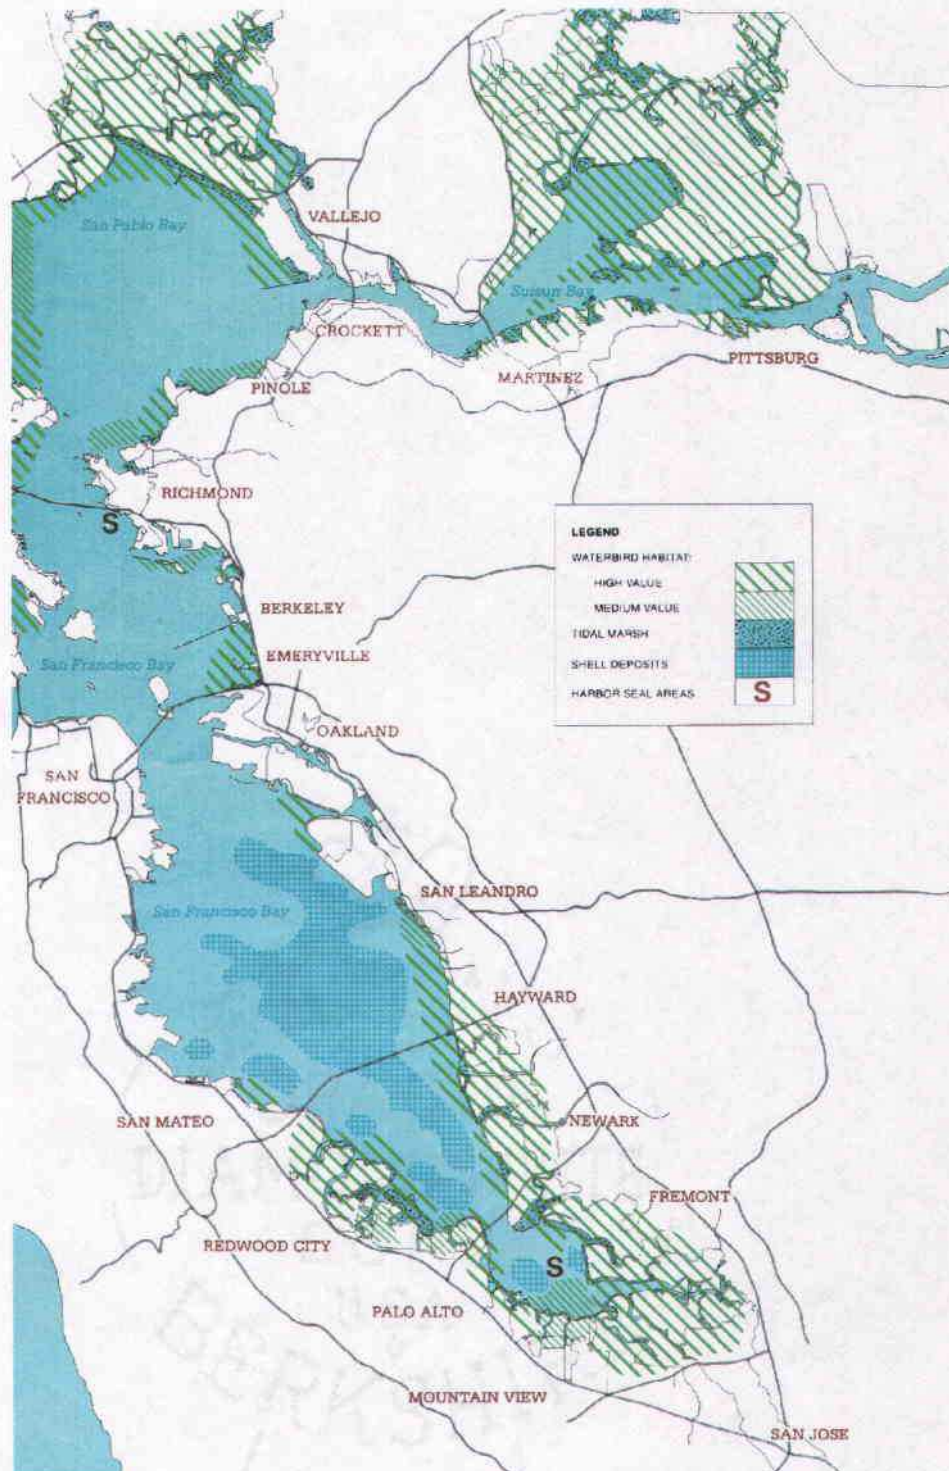 San Pablo Bay
VALLEJO
Suisun Bay
CROCKETT
PITTSBURG
PINOLE
MARTINEZ
RICHMOND
S
LEGEND
WATERBIRD HABITAT:
HIGH VALUE
MEDIUM VALUE
TIDAL MARSH
SHELL DEPOSITS
HARBOR SEAL AREAS
S
BERKELEY
EMERYVILLE
San Francisco Bay
OAKLAND
SAN
FRANCISCO
SAN LEANDRO
San Francisco Bay
HAYWARD
SAN MATEO
NEWARK
FREMONT
REDWOOD CITY
S
PALO ALTO
MOUNTAIN VIEW
SAN JOSE